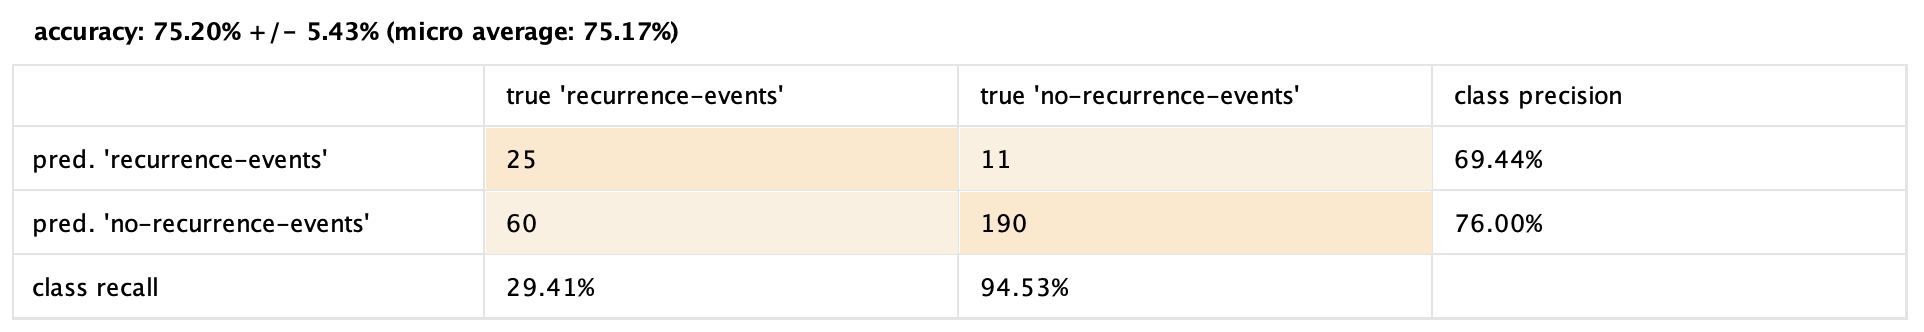 accuracy: 75.20% +/- 5.43% (micro average: 75.17%)
true 'recurrence-events' true 'no-recurrence-events' class precision
pred. 'recurrence-events' 25 11 69.44%
pred. 'no-recurrence-events' 60 190 76.00%
class recall 29.41% 94.53%